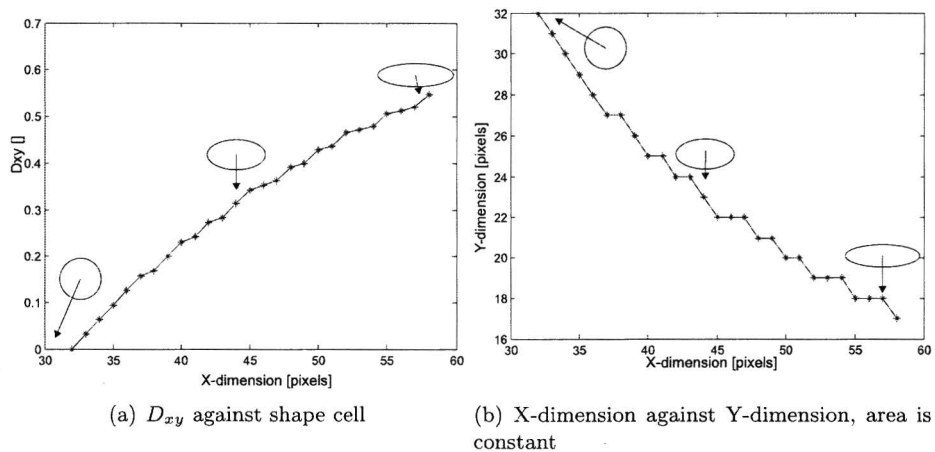 0.7
0.6
0.5
0.4
0.3
0.2
0.1
0
Dxy []
30 35 40 45 50 55 60
X-dimension [pixels]
(a) Dxy against shape cell
32
30
28
26
24
22
20
18
16
Y-dimension [pixels]
30 35 40 45 50 55 60
X-dimension [pixels]
(b) X-dimension against Y-dimension, area is
constant